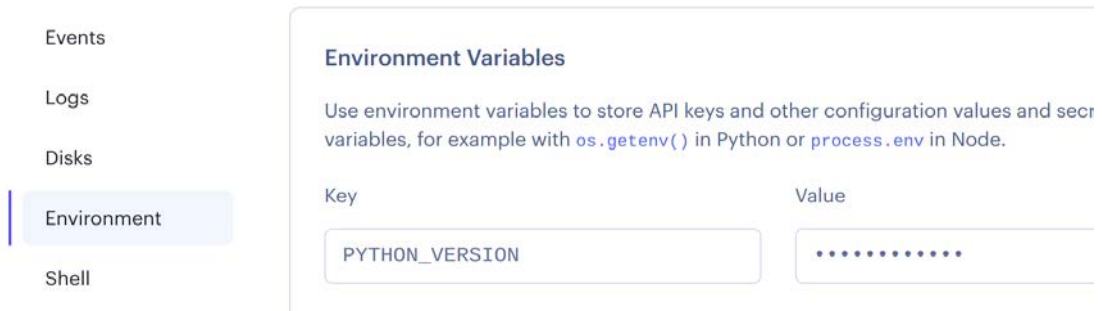 Events
Logs
Disks
Environment
Shell
Environment Variables
Use environment variables to store API keys and other configuration values and secr
variables, for example with os.getenv() in Python or process.env in Node.
Key
Value
PYTHON_VERSION
••••••••••••